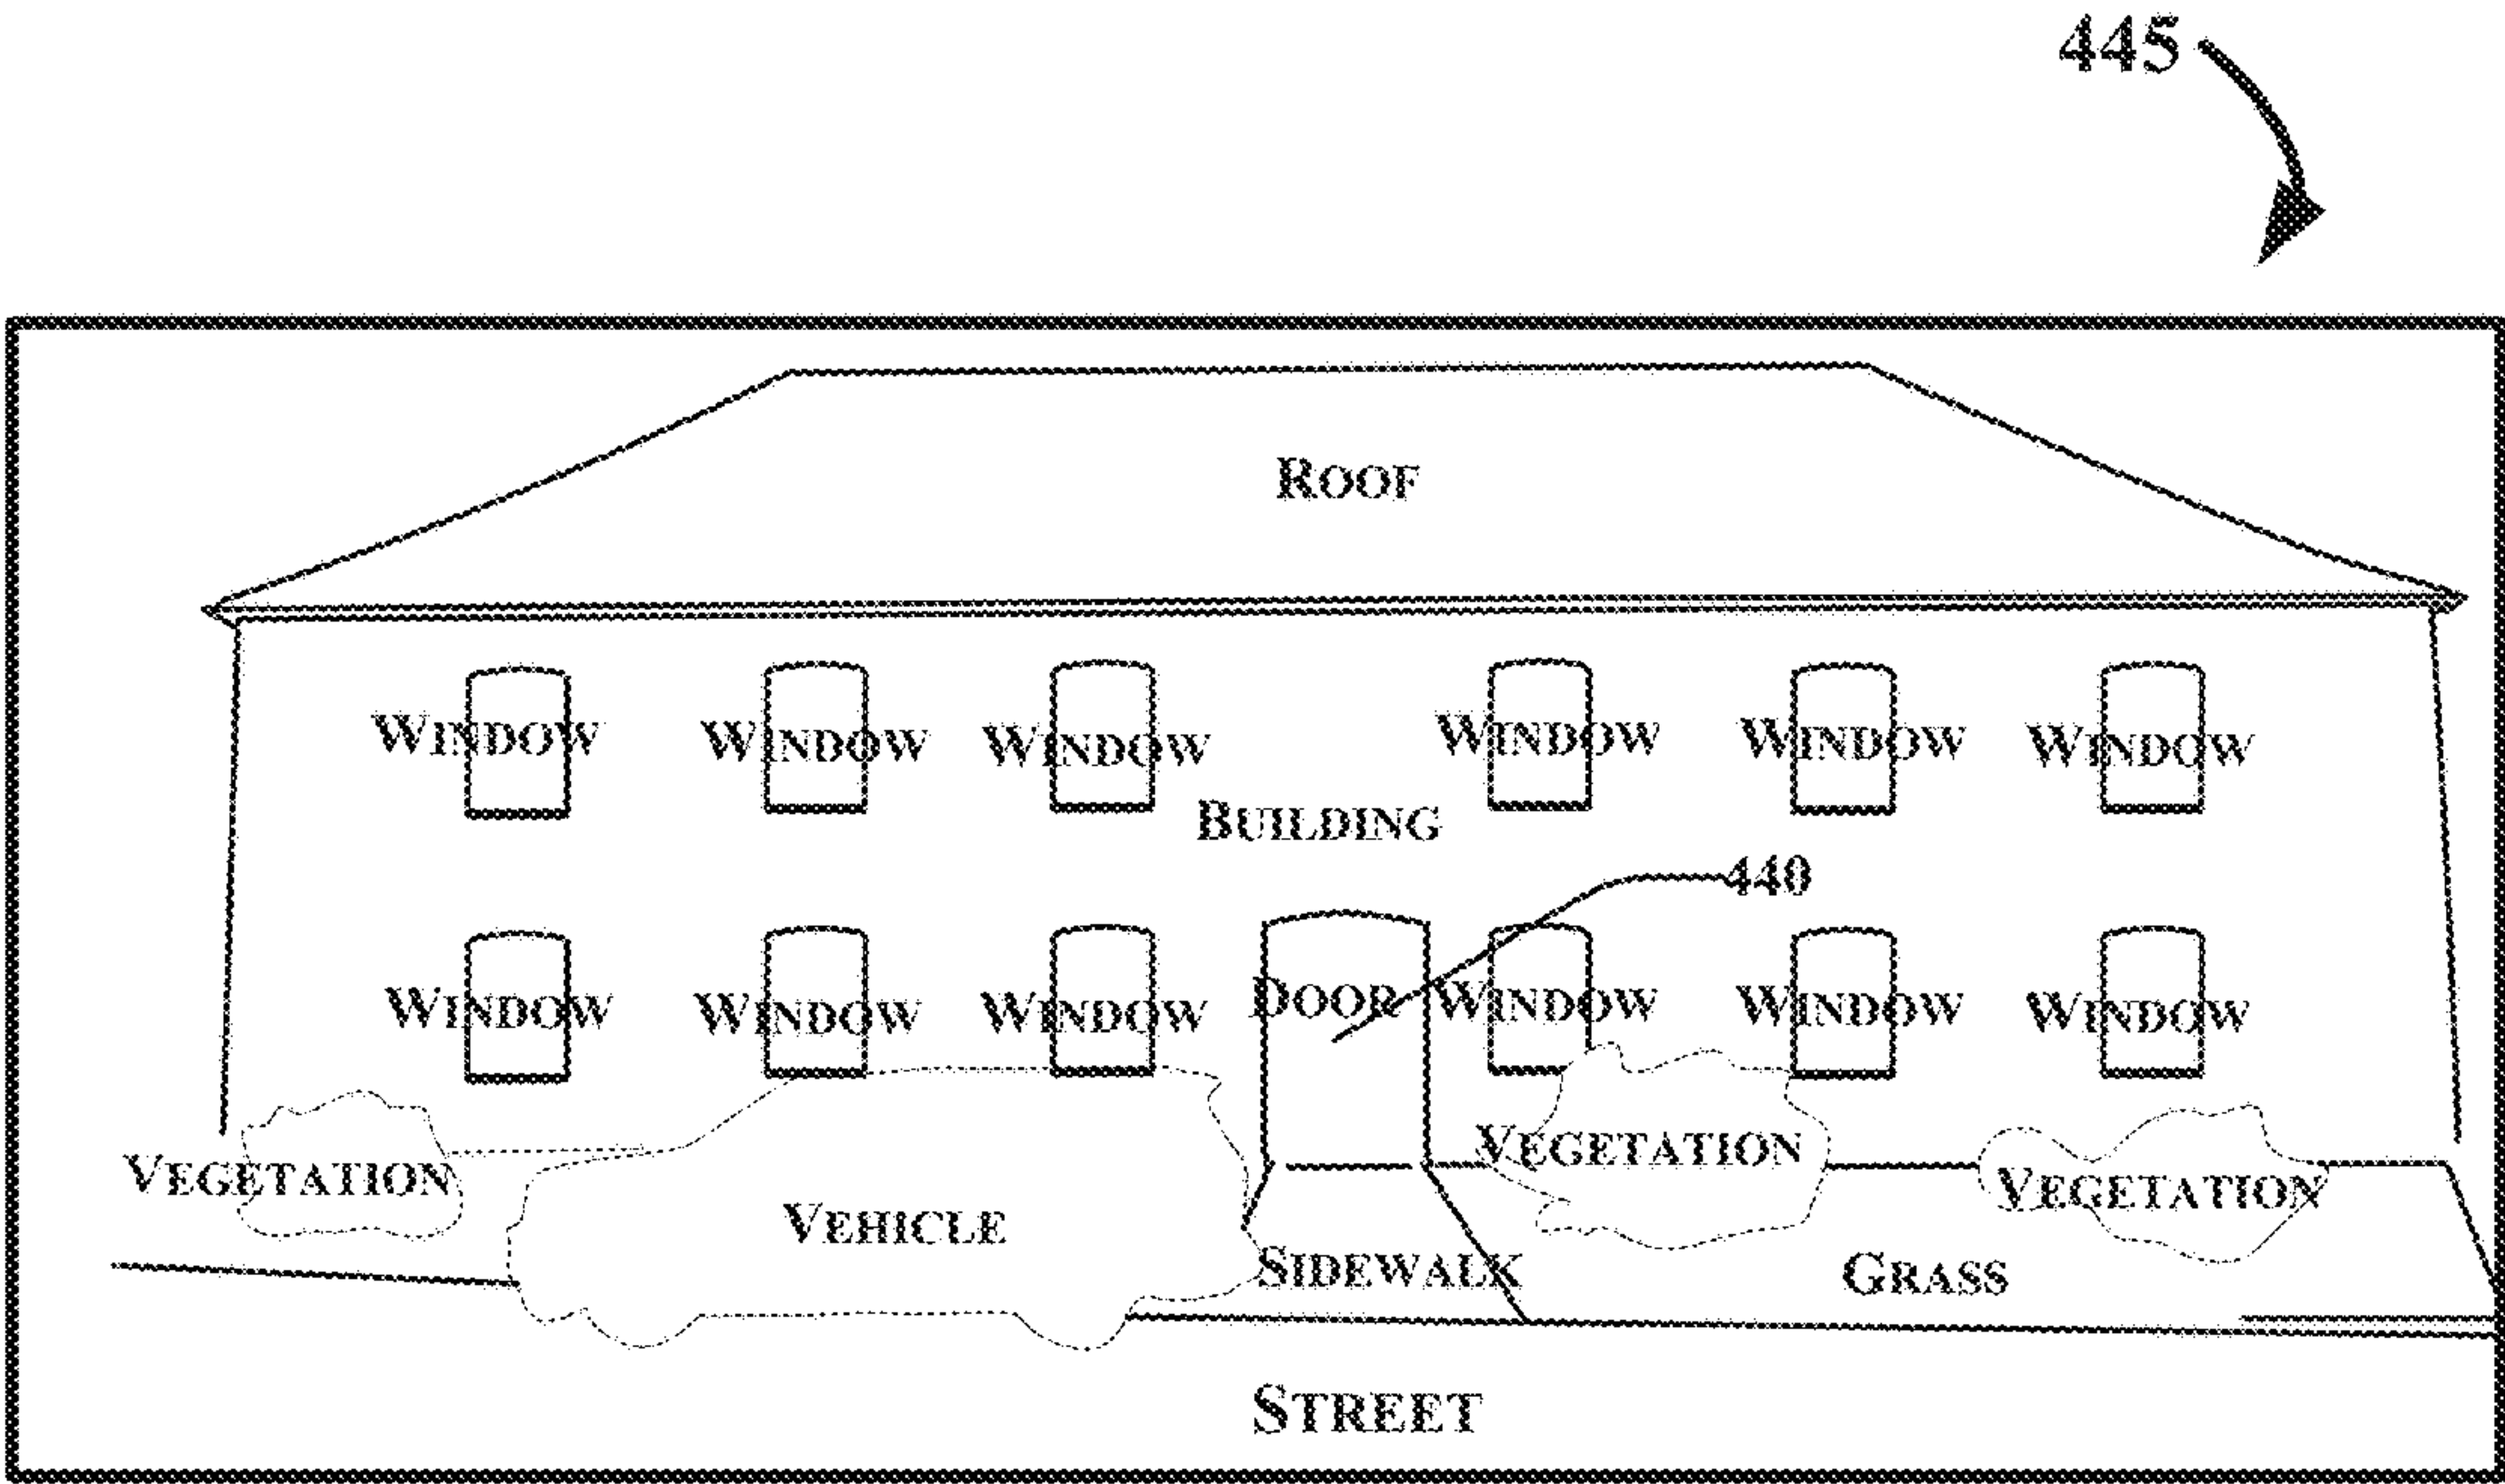 445
ROOF
WINDOW WINDOW WINDOW WINDOW WINDOW WINDOW
BUILDING
440
WINDOW WINDOW WINDOW DOOR WINDOW WINDOW WINDOW
VEGETATION VEHICLE VEGETATION VEGETATION
SIDEWALK GRASS
STREET